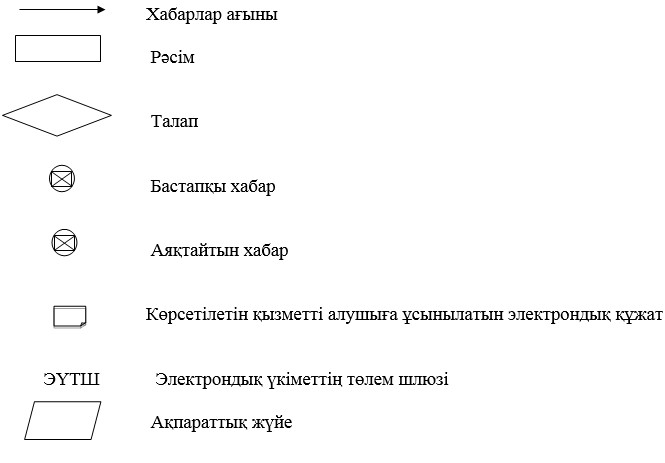 Хабарлар ағыны
Рәсім
Талап
Бастапқы хабар
Аяқтайтын хабар
Көрсетілетін қызметті алушыға ұсынылатын электрондық құжат
ЭҮТШ Электрондық үкіметтің төлем шлюзі
Ақпараттық жүйе